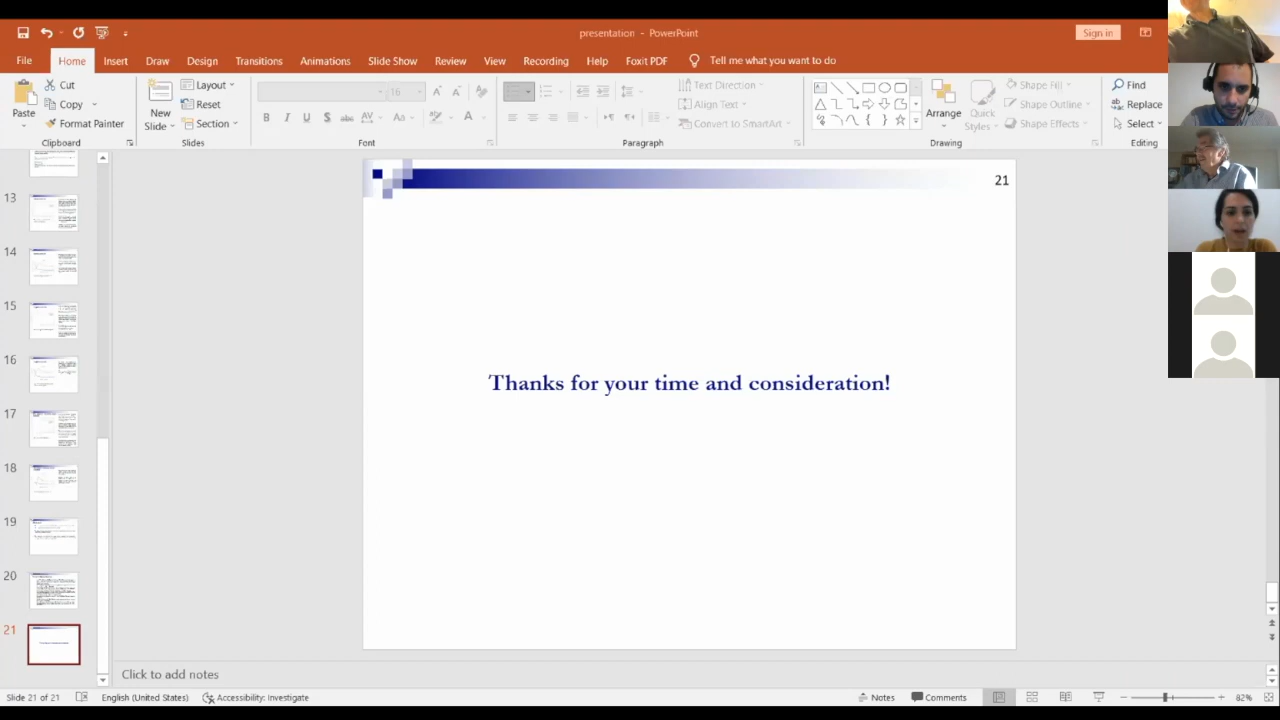 presentation - PowerPoint
Sign in
File Home Insert Draw Design Transitions Animations Slide Show Review View Recording Help Foxit PDF Tell me what you want to do
Paste
Cut
Copy
Format Painter
Clipboard
New Slide
Layout
Reset
Section
Slides
16
B I U S abc AV Aa A
Font
Text Direction
Align Text
Convert to SmartArt
Paragraph
Arrange
Quick Styles
Shape Fill
Shape Outline
Shape Effects
Drawing
Find
Replace
Select
Editing
13
14
15
16
17
18
19
20
21
21
Thanks for your time and consideration!
Click to add notes
Slide 21 of 21 English (United States) Accessibility: Investigate Notes Comments 82%